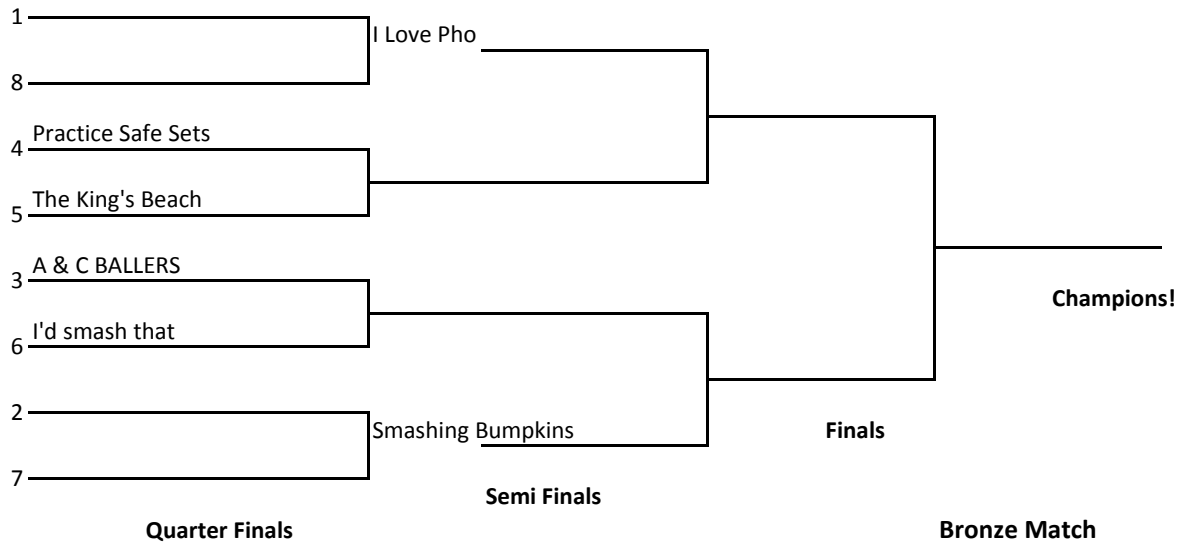 1
I Love Pho
8
Practice Safe Sets
4
The King's Beach
5
A & C BALLERS
3
Champions!
I'd smash that
6
2
Smashing Bumpkins
Finals
7
Semi Finals
Quarter Finals
Bronze Match